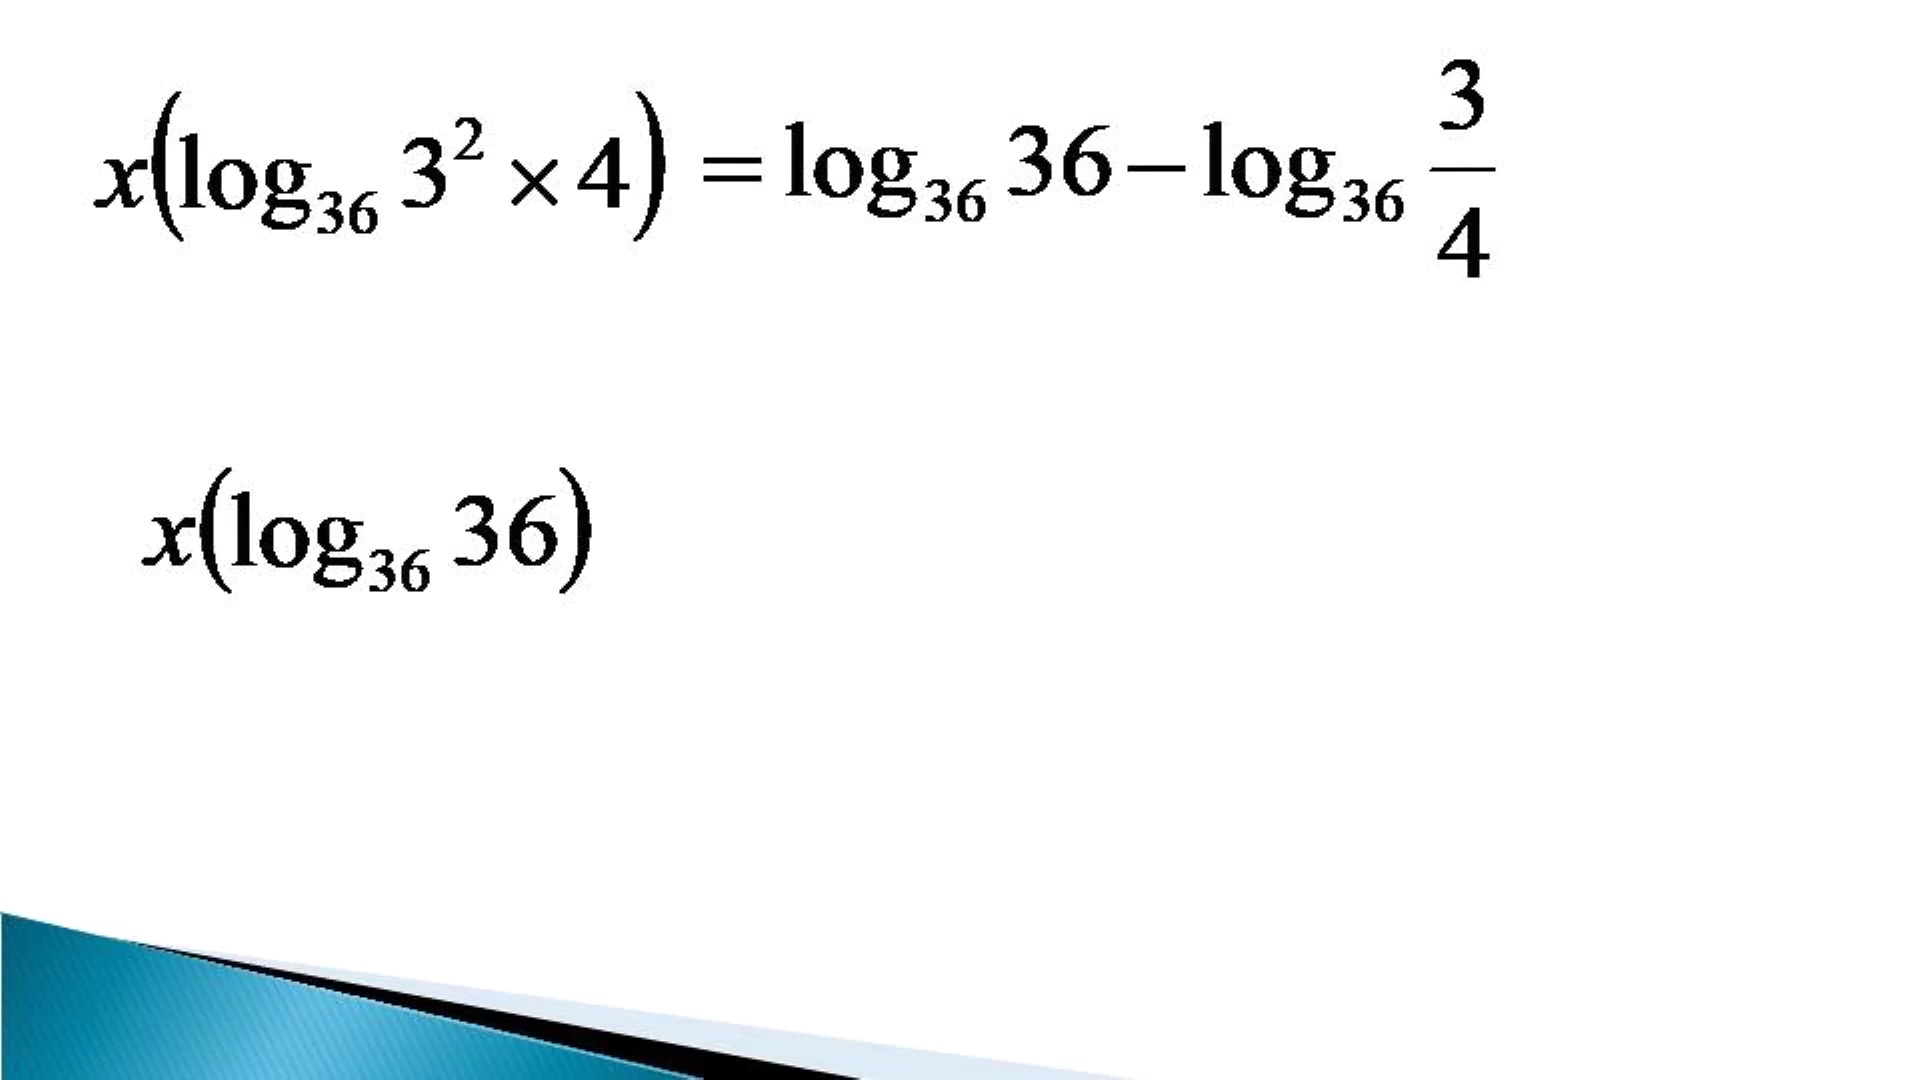 x(log₃₆ 3² × 4) = log₃₆ 36 − log₃₆ 3/4
x(log₃₆ 36)